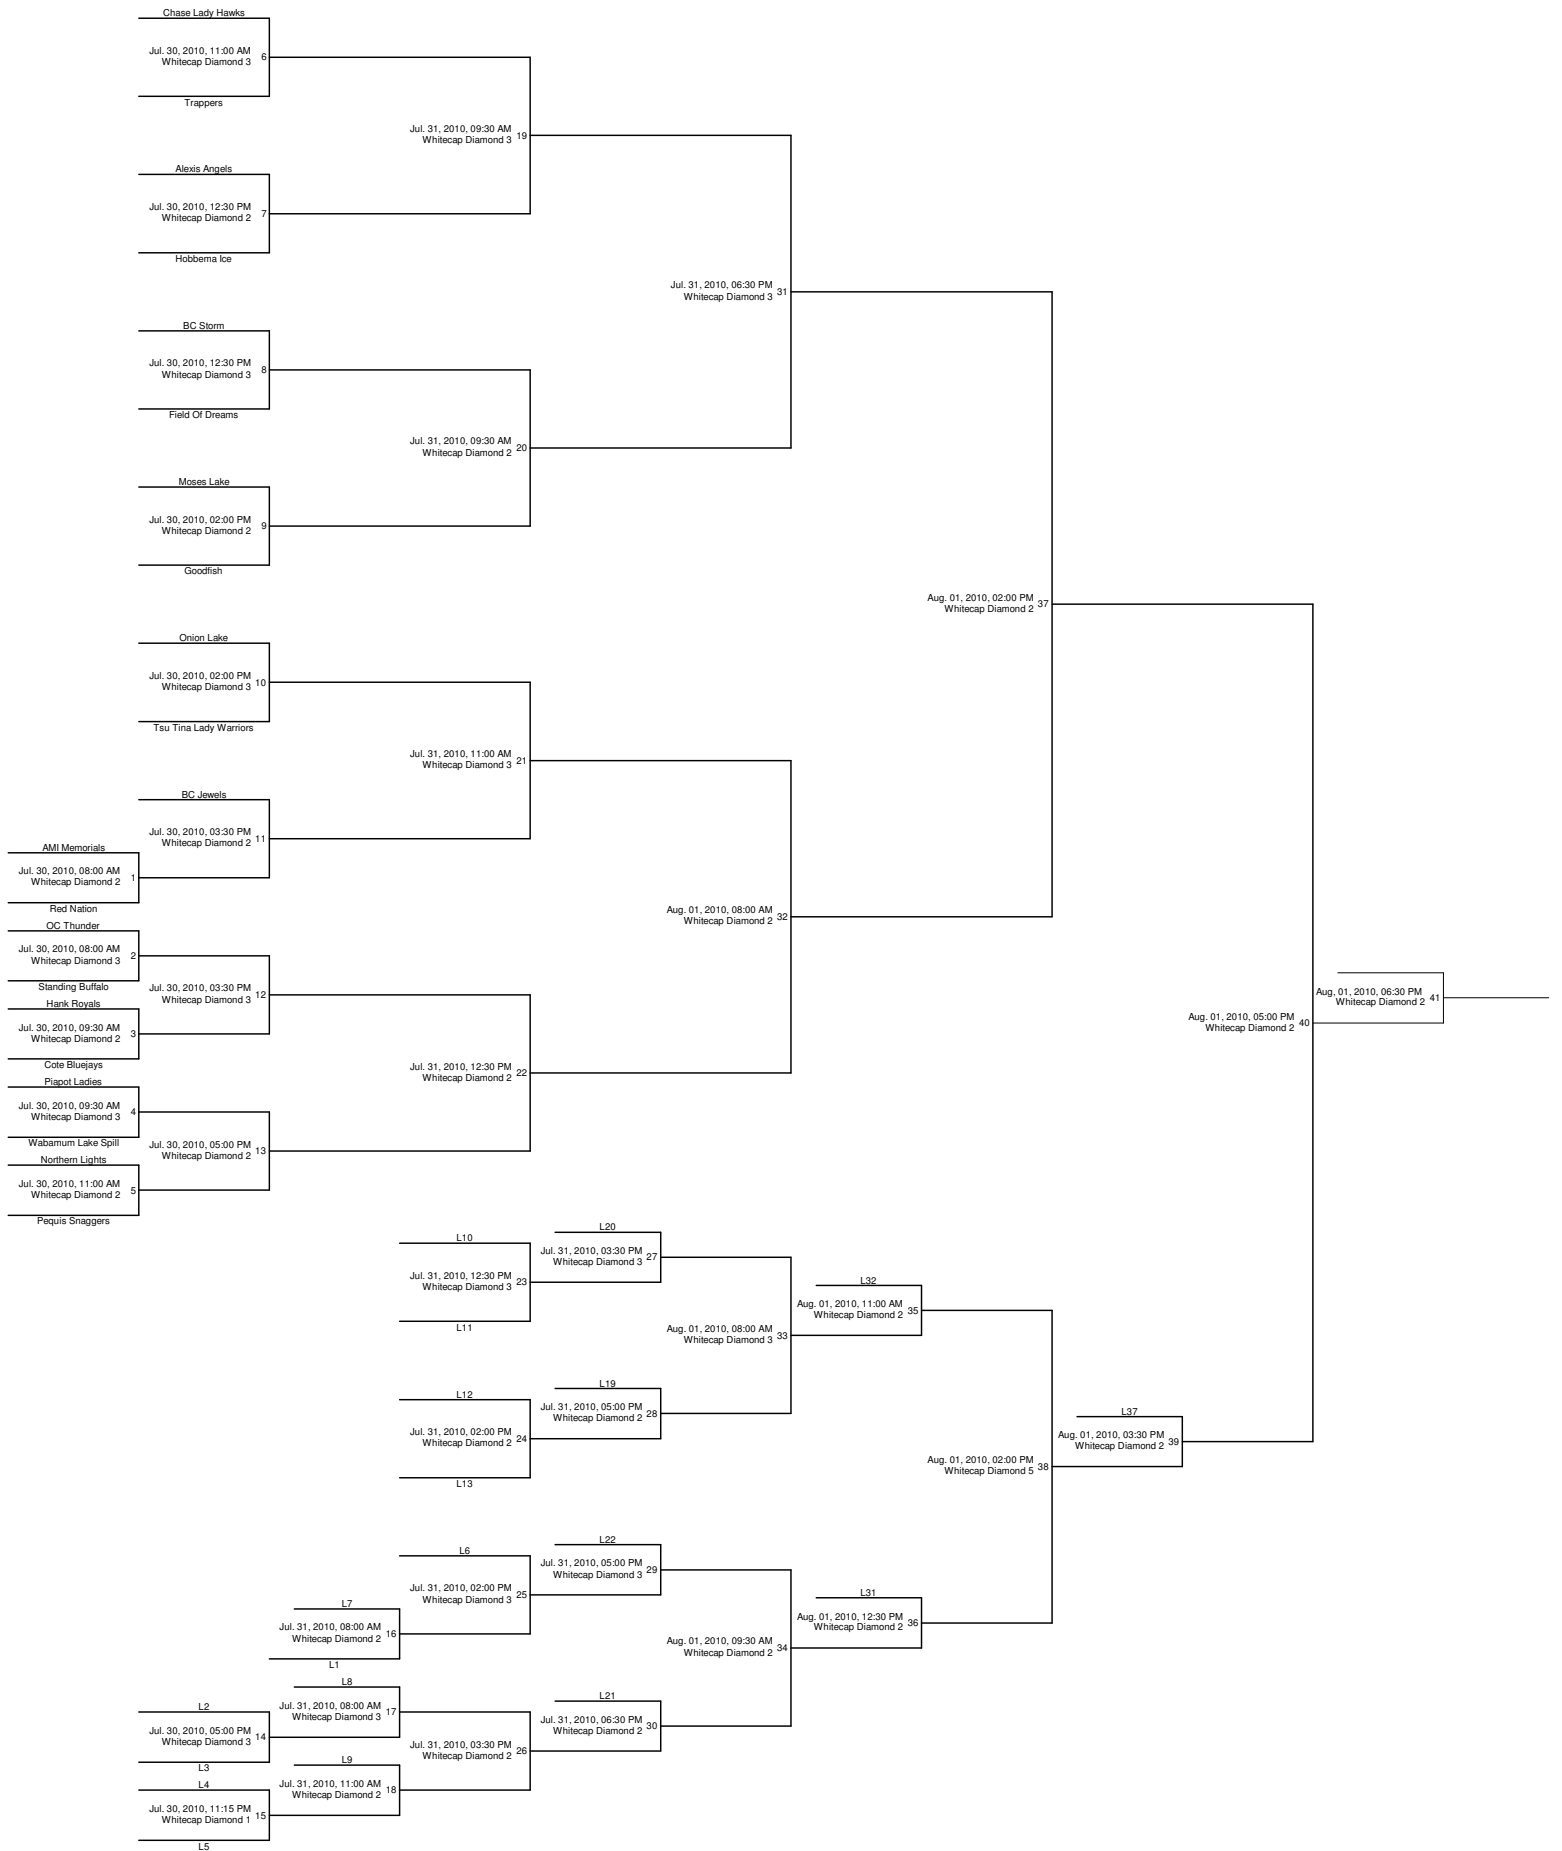 Chase Lady Hawks
Jul. 30, 2010, 11:00 AM
Whitecap Diamond 3
6
Trappers
Jul. 31, 2010, 09:30 AM
Whitecap Diamond 3
19
Alexis Angels
Jul. 30, 2010, 12:30 PM
Whitecap Diamond 2
7
Hobbema Ice
Jul. 31, 2010, 06:30 PM
Whitecap Diamond 3
31
BC Storm
Jul. 30, 2010, 12:30 PM
Whitecap Diamond 3
8
Field Of Dreams
Jul. 31, 2010, 09:30 AM
Whitecap Diamond 2
20
Moses Lake
Jul. 30, 2010, 02:00 PM
Whitecap Diamond 2
9
Goodfish
Aug. 01, 2010, 02:00 PM
Whitecap Diamond 2
37
Onion Lake
Jul. 30, 2010, 02:00 PM
Whitecap Diamond 3
10
Tsu Tina Lady Warriors
Jul. 31, 2010, 11:00 AM
Whitecap Diamond 3
21
BC Jewels
Jul. 30, 2010, 03:30 PM
Whitecap Diamond 2
11
AMI Memorials
Jul. 30, 2010, 08:00 AM
Whitecap Diamond 2
1
Red Nation
Aug. 01, 2010, 08:00 AM
Whitecap Diamond 2
32
OC Thunder
Jul. 30, 2010, 08:00 AM
Whitecap Diamond 3
2
Standing Buffalo
Jul. 30, 2010, 03:30 PM
Whitecap Diamond 3
12
Hank Royals
Jul. 30, 2010, 09:30 AM
Whitecap Diamond 2
3
Cote Bluejays
Aug. 01, 2010, 06:30 PM
Whitecap Diamond 2
41
Aug. 01, 2010, 05:00 PM
Whitecap Diamond 2
40
Jul. 31, 2010, 12:30 PM
Whitecap Diamond 2
22
Piapot Ladies
Jul. 30, 2010, 09:30 AM
Whitecap Diamond 3
4
Wabamum Lake Spill
Jul. 30, 2010, 05:00 PM
Whitecap Diamond 2
13
Northern Lights
Jul. 30, 2010, 11:00 AM
Whitecap Diamond 2
5
Pequis Snaggers
L10
Jul. 31, 2010, 12:30 PM
Whitecap Diamond 3
23
L11
L20
Jul. 31, 2010, 03:30 PM
Whitecap Diamond 3
27
L32
Aug. 01, 2010, 11:00 AM
Whitecap Diamond 2
35
Aug. 01, 2010, 08:00 AM
Whitecap Diamond 3
33
L12
Jul. 31, 2010, 02:00 PM
Whitecap Diamond 2
24
L13
L19
Jul. 31, 2010, 05:00 PM
Whitecap Diamond 2
28
L37
Aug. 01, 2010, 03:30 PM
Whitecap Diamond 2
39
Aug. 01, 2010, 02:00 PM
Whitecap Diamond 5
38
L6
Jul. 31, 2010, 02:00 PM
Whitecap Diamond 3
25
L22
Jul. 31, 2010, 05:00 PM
Whitecap Diamond 3
29
L7
Jul. 31, 2010, 08:00 AM
Whitecap Diamond 2
16
L1
L31
Aug. 01, 2010, 12:30 PM
Whitecap Diamond 2
36
Aug. 01, 2010, 09:30 AM
Whitecap Diamond 2
34
L8
Jul. 31, 2010, 08:00 AM
Whitecap Diamond 3
17
L2
Jul. 30, 2010, 05:00 PM
Whitecap Diamond 3
14
L3
L21
Jul. 31, 2010, 06:30 PM
Whitecap Diamond 2
30
Jul. 31, 2010, 03:30 PM
Whitecap Diamond 2
26
L9
Jul. 31, 2010, 11:00 AM
Whitecap Diamond 2
18
L4
Jul. 30, 2010, 11:15 PM
Whitecap Diamond 1
15
L5